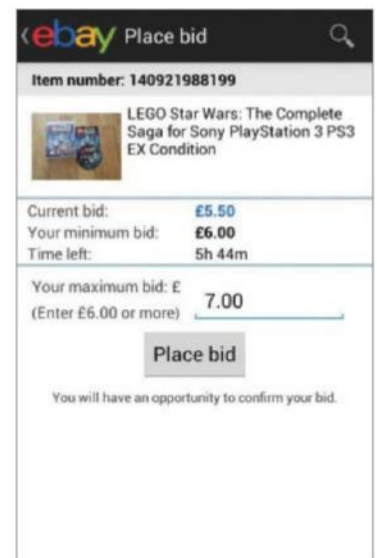 ebay Place bid
Item number: 140921988199
LEGO Star Wars: The Complete
Saga for Sony PlayStation 3 PS3
EX Condition
Current bid: £5.50
Your minimum bid: £6.00
Time left: 5h 44m
Your maximum bid: £
(Enter £6.00 or more) 7.00
Place bid
You will have an opportunity to confirm your bid.